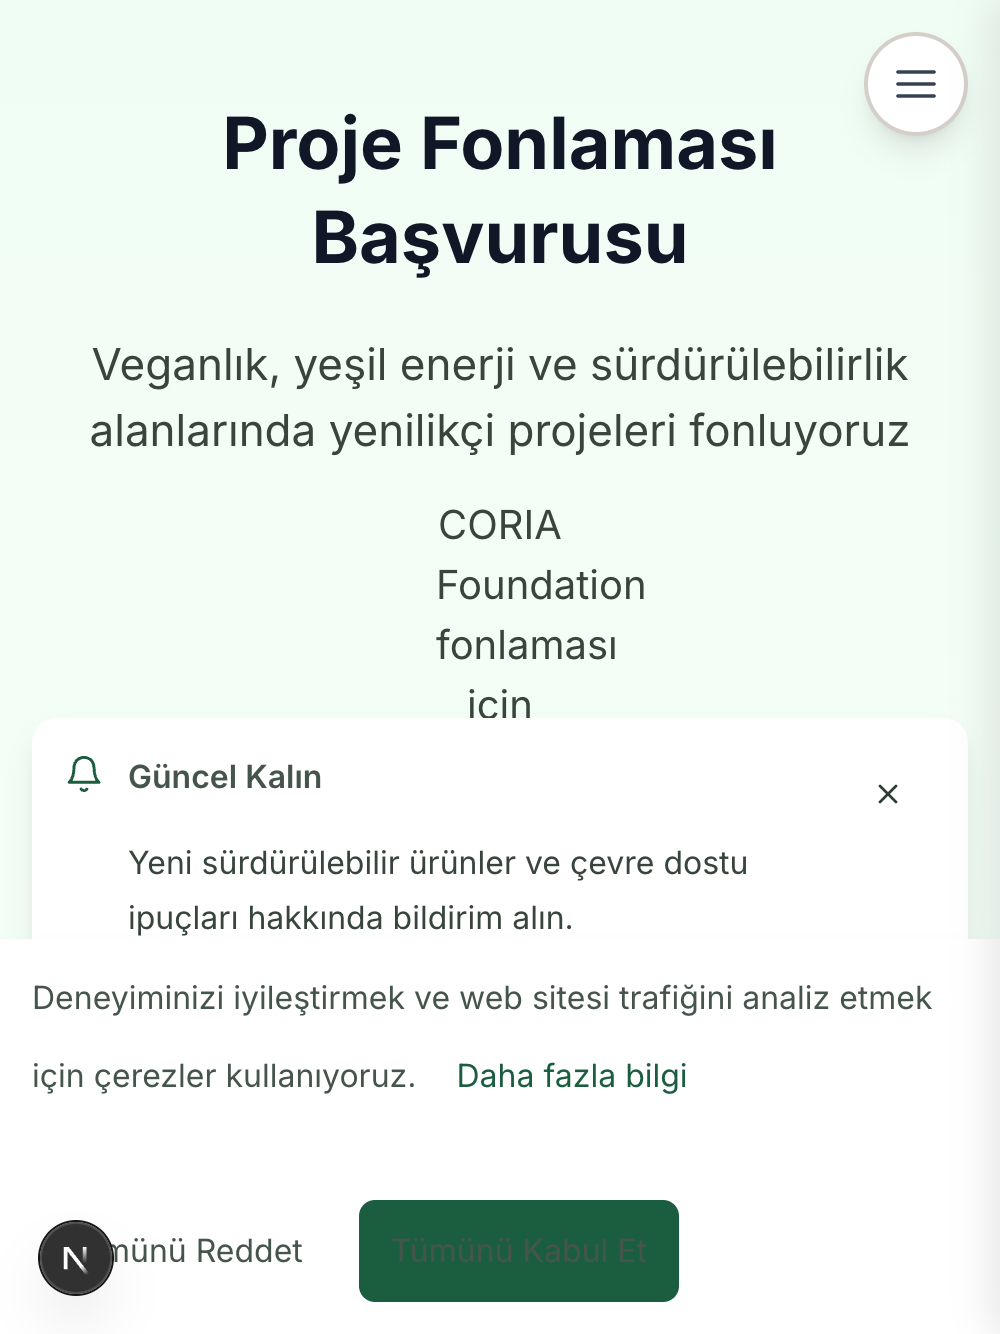 Proje Fonlaması
Başvurusu
Veganlık, yeşil enerji ve sürdürülebilirlik
alanlarında yenilikçi projeleri fonluyoruz
CORIA
Foundation
fonlaması
için
Güncel Kalın
Yeni sürdürülebilir ürünler ve çevre dostu
ipuçları hakkında bildirim alın.
Deneyiminizi iyileştirmek ve web sitesi trafiğini analiz etmek
için çerezler kullanıyoruz. Daha fazla bilgi
münü Reddet Tümünü Kabul Et
N